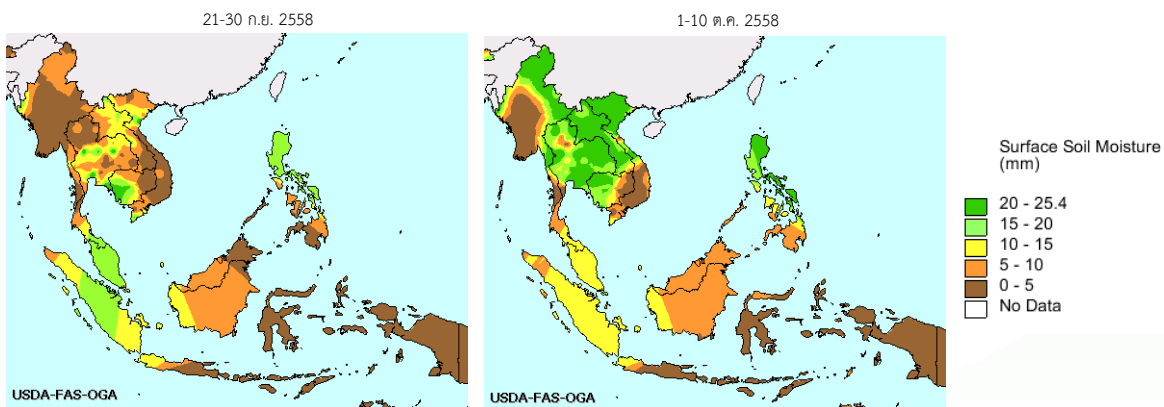 21-30 ก.ย. 2558
1-10 ต.ค. 2558
USDA-FAS-OGA
USDA-FAS-OGA
Surface Soil Moisture
(mm)
20 - 25.4
15 - 20
10 - 15
5 - 10
0 - 5
No Data